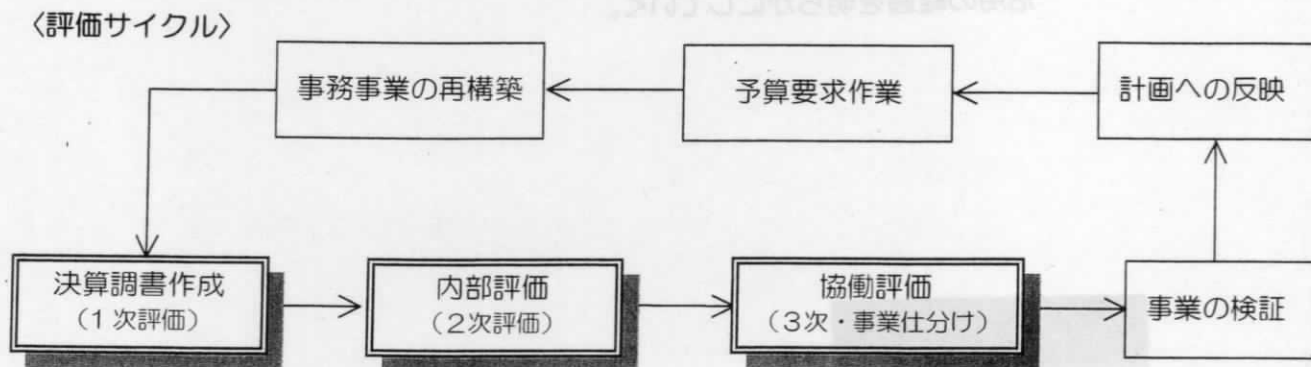 〈評価サイクル〉
事務事業の再構築
予算要求作業
計画への反映
決算調書作成
（1次評価）
内部評価
（2次評価）
協働評価
（3次・事業仕分け）
事業の検証